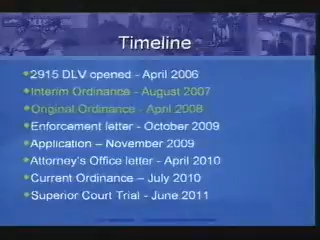 Timeline
2915 DLV opened - April 2006
Interim Ordinance - August 2007
Original Ordinance - April 2008
Enforcement letter - October 2009
Application – November 2009
Attorney's Office letter - April 2010
Current Ordinance – July 2010
Superior Court Trial - June 2011